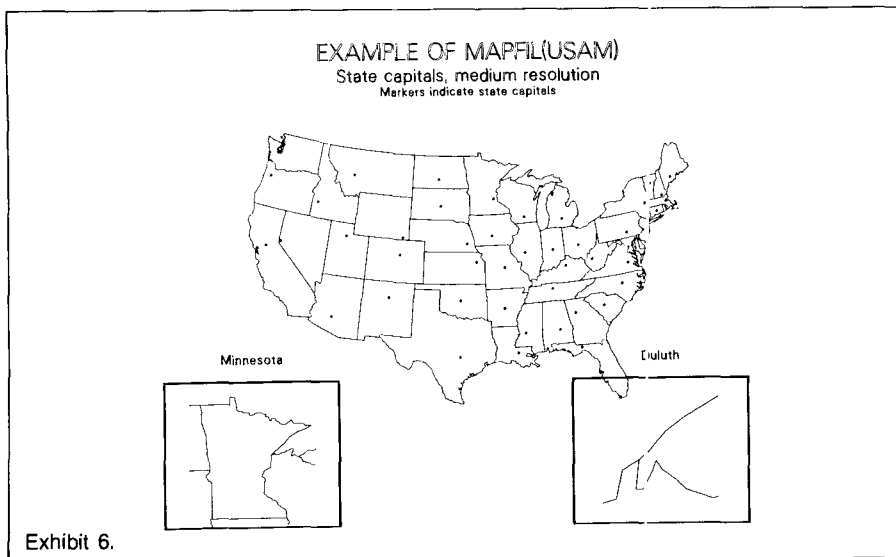 EXAMPLE OF MAPFIL(USAM)
State capitals, medium resolution
Markers indicate state capitals
Minnesota
Duluth
Exhibit 6.